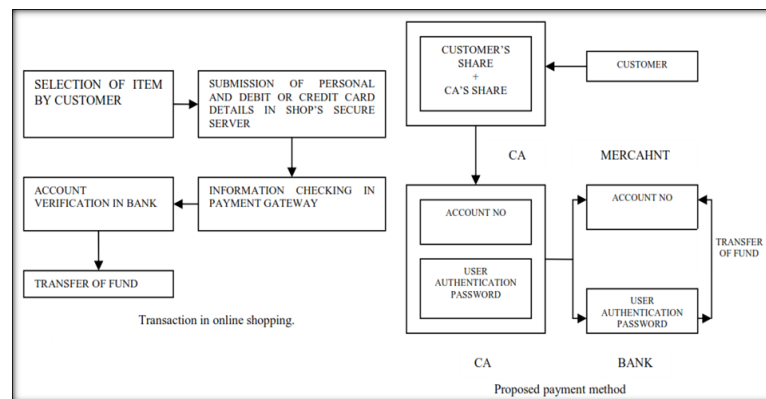 SELECTION OF ITEM
BY CUSTOMER
SUBMISSION OF PERSONAL
AND DEBIT OR CREDIT CARD
DETAILS IN SHOP'S SECURE
SERVER
ACCOUNT
VERIFICATION IN BANK
INFORMATION CHECKING IN
PAYMENT GATEWAY
TRANSFER OF FUND
Transaction in online shopping.
CUSTOMER'S
SHARE
+
CA'S SHARE
CUSTOMER
CA
MERCAHNT
ACCOUNT NO
USER
AUTHENTICATION
PASSWORD
ACCOUNT NO
TRANSFER
OF FUND
USER
AUTHENTICATION
PASSWORD
CA
BANK
Proposed payment method